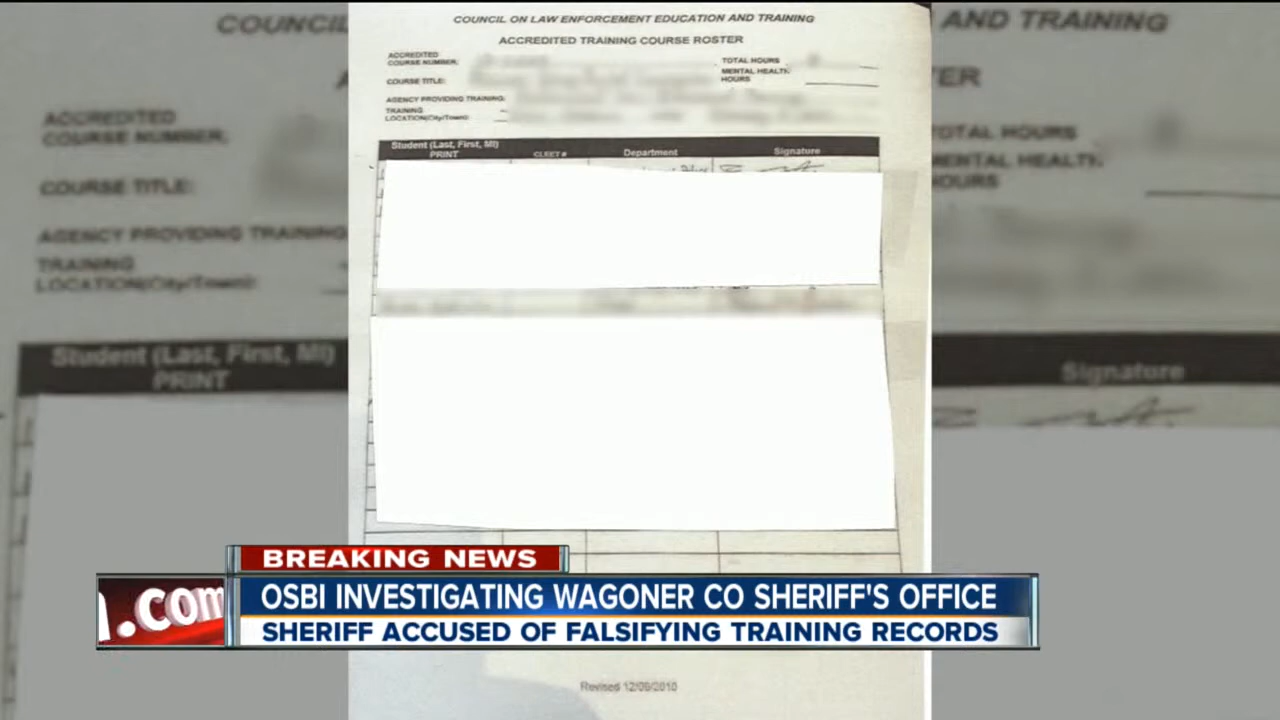 COUNCIL ON LAW ENFORCEMENT EDUCATION AND TRAINING
ACCREDITED TRAINING COURSE ROSTER
ACCREDITED
COURSE NUMBER:
TOTAL HOURS
MENTAL HEALTH
HOURS
COURSE TITLE:
AGENCY PROVIDING TRAINING:
TRAINING
LOCATION(City/Town):
Student (Last, First, MI)
PRINT
CLEET#
Department
Signature
COUNCIL
AND TRAINING
ACCREDITED
COURSE NUMBER:
TOTAL HOURS
MENTAL HEALTH
HOURS
COURSE TITLE:
AGENCY PROVIDING TRAINING
TRAINING
LOCATION(City/Town):
Student (Last, First, MI)
PRINT
Signature
BREAKING NEWS
.com
OSBI INVESTIGATING WAGONER CO SHERIFF'S OFFICE
SHERIFF ACCUSED OF FALSIFYING TRAINING RECORDS